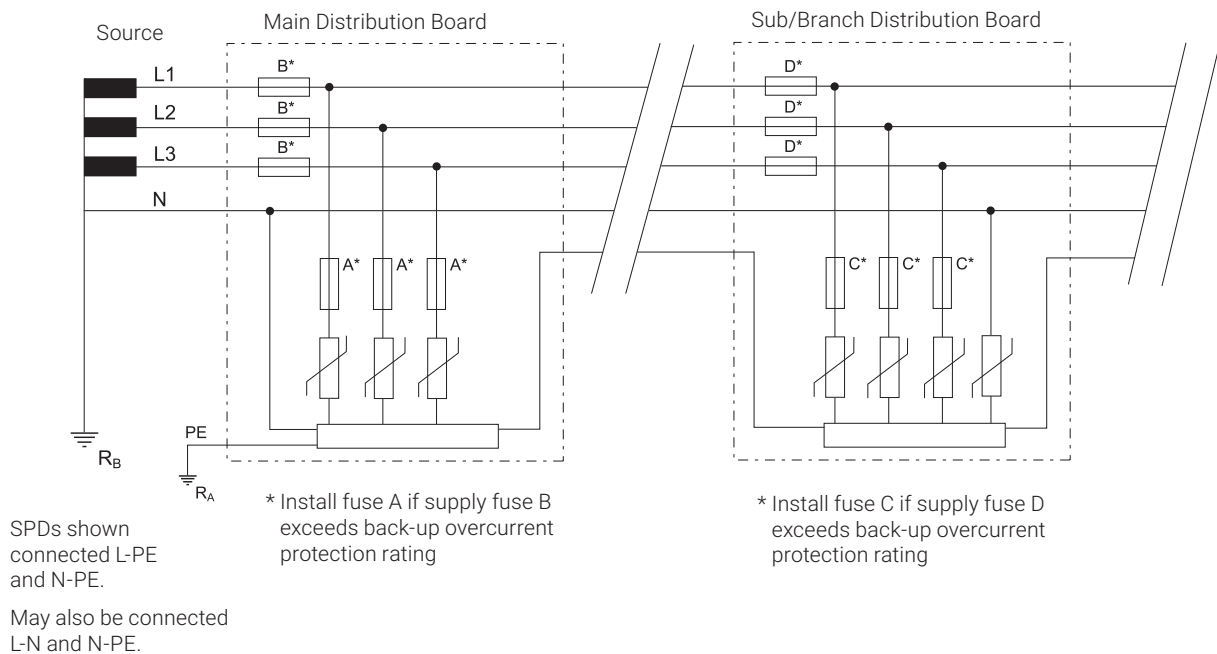 Main Distribution Board
Sub/Branch Distribution Board
Source
L1
B*
D*
L2
B*
D*
L3
B*
D*
N
A*
A*
A*
C*
C*
C*
PE
RB
RA
* Install fuse A if supply fuse B
exceeds back-up overcurrent
protection rating
* Install fuse C if supply fuse D
exceeds back-up overcurrent
protection rating
SPDs shown
connected L-PE
and N-PE.
May also be connected
L-N and N-PE.